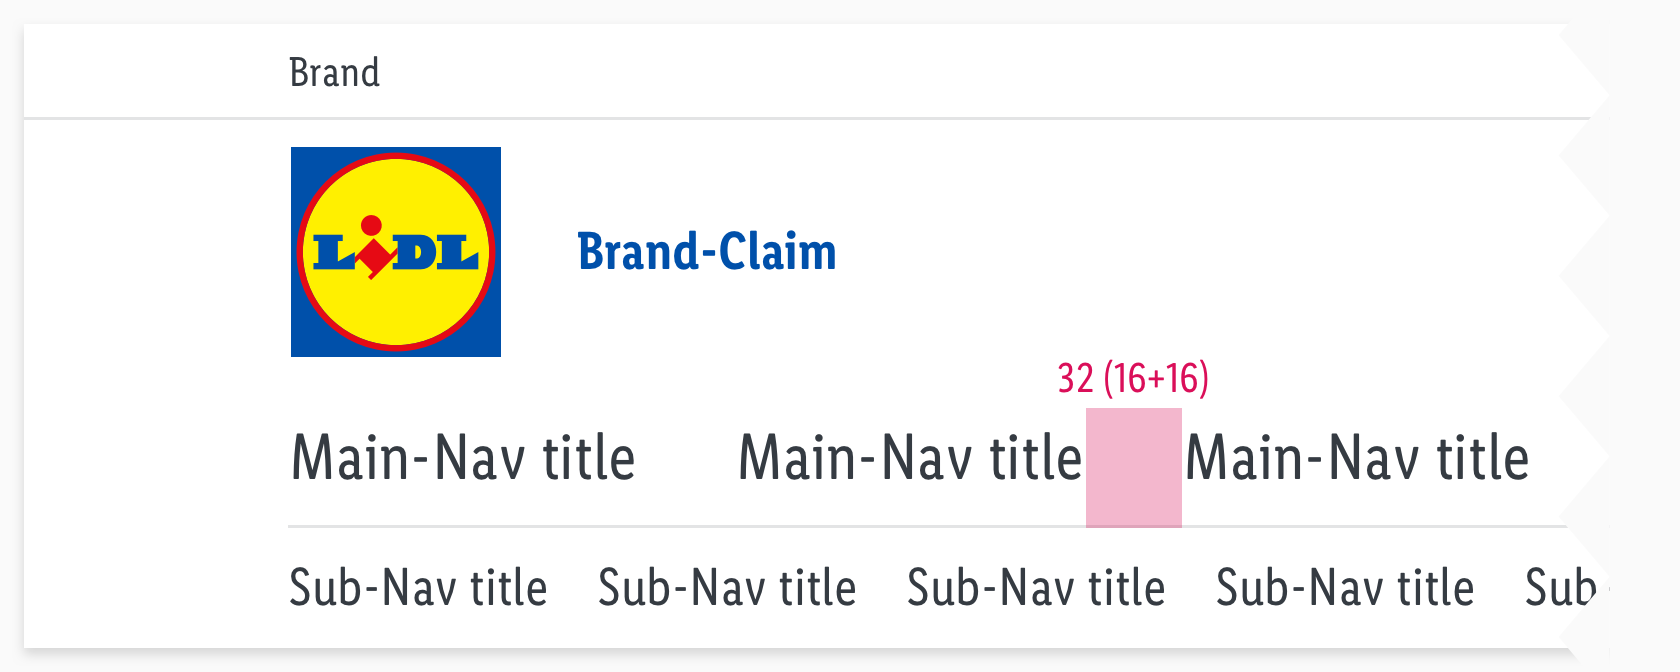 Brand
LiDL
Brand-Claim
32 (16+16)
Main-Nav title Main-Nav title Main-Nav title
Sub-Nav title Sub-Nav title Sub-Nav title Sub-Nav title Sub